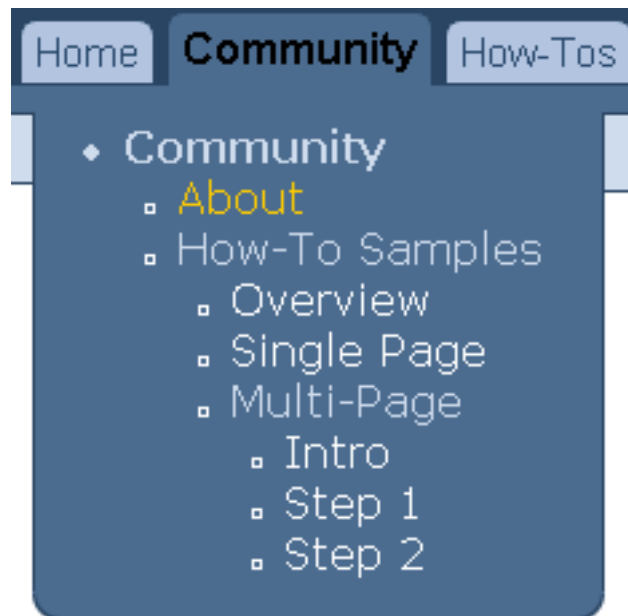 Home Community How-Tos
Community
About
How-To Samples
Overview
Single Page
Multi-Page
Intro
Step 1
Step 2